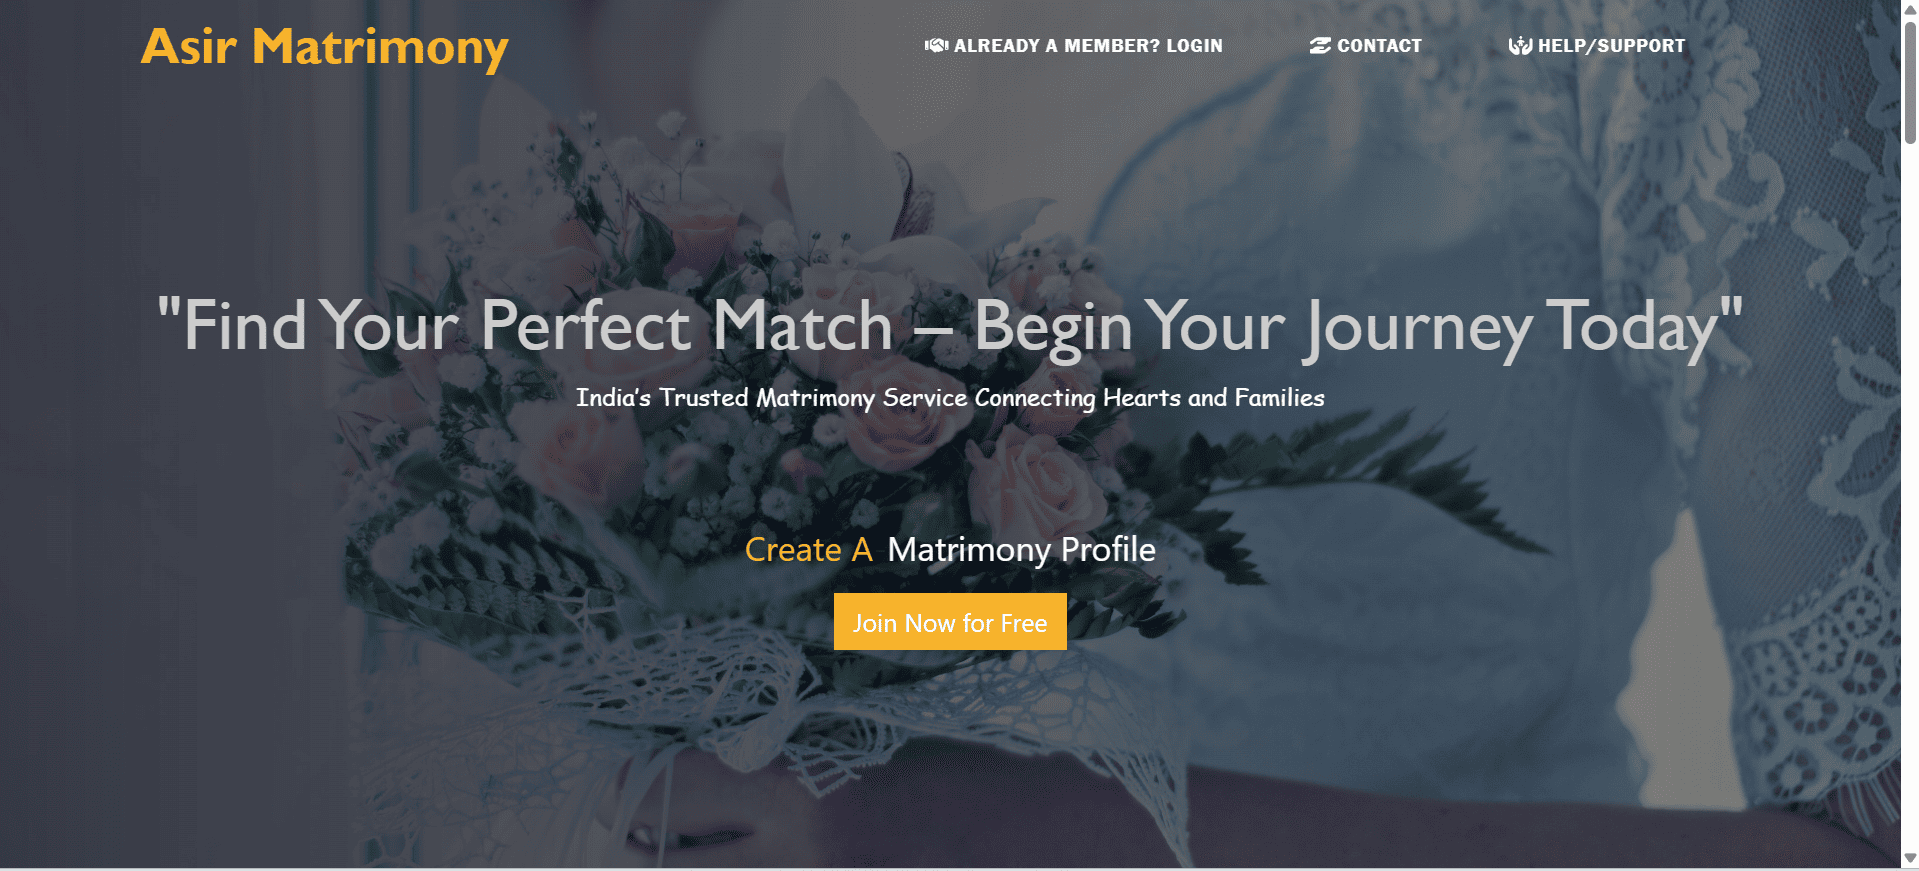 Asir Matrimony
ALREADY A MEMBER? LOGIN
CONTACT
HELP/SUPPORT
"Find Your Perfect Match – Begin Your Journey Today"
India's Trusted Matrimony Service Connecting Hearts and Families
Create A Matrimony Profile
Join Now for Free